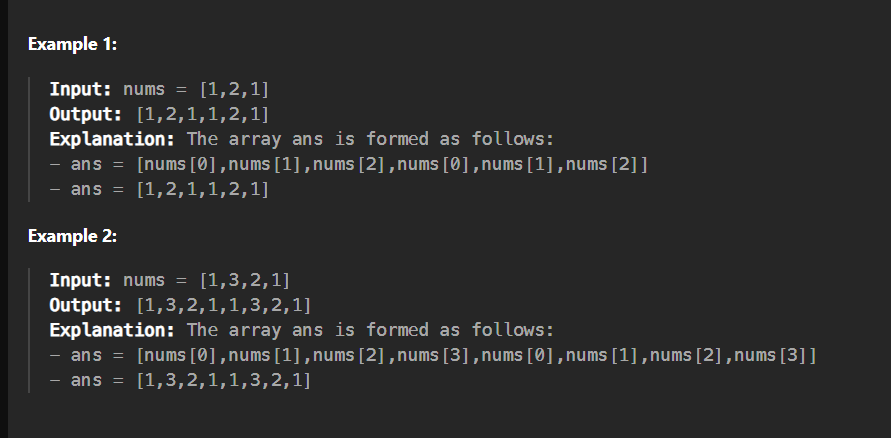 Example 1:
Input: nums = [1,2,1]
Output: [1,2,1,1,2,1]
Explanation: The array ans is formed as follows:
- ans = [nums[0],nums[1],nums[2],nums[0],nums[1],nums[2]]
- ans = [1,2,1,1,2,1]
Example 2:
Input: nums = [1,3,2,1]
Output: [1,3,2,1,1,3,2,1]
Explanation: The array ans is formed as follows:
- ans = [nums[0],nums[1],nums[2],nums[3],nums[0],nums[1],nums[2],nums[3]]
- ans = [1,3,2,1,1,3,2,1]